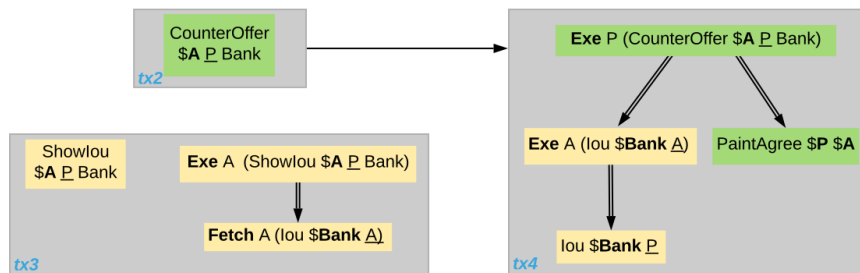 CounterOffer
$A P Bank
tx2
Exe P (CounterOffer $A P Bank)
Exe A (Iou $Bank A)
PaintAgree $P $A
Iou $Bank P
tx4
ShowIou
$A P Bank
Exe A (ShowIou $A P Bank)
Fetch A (Iou $Bank A)
tx3